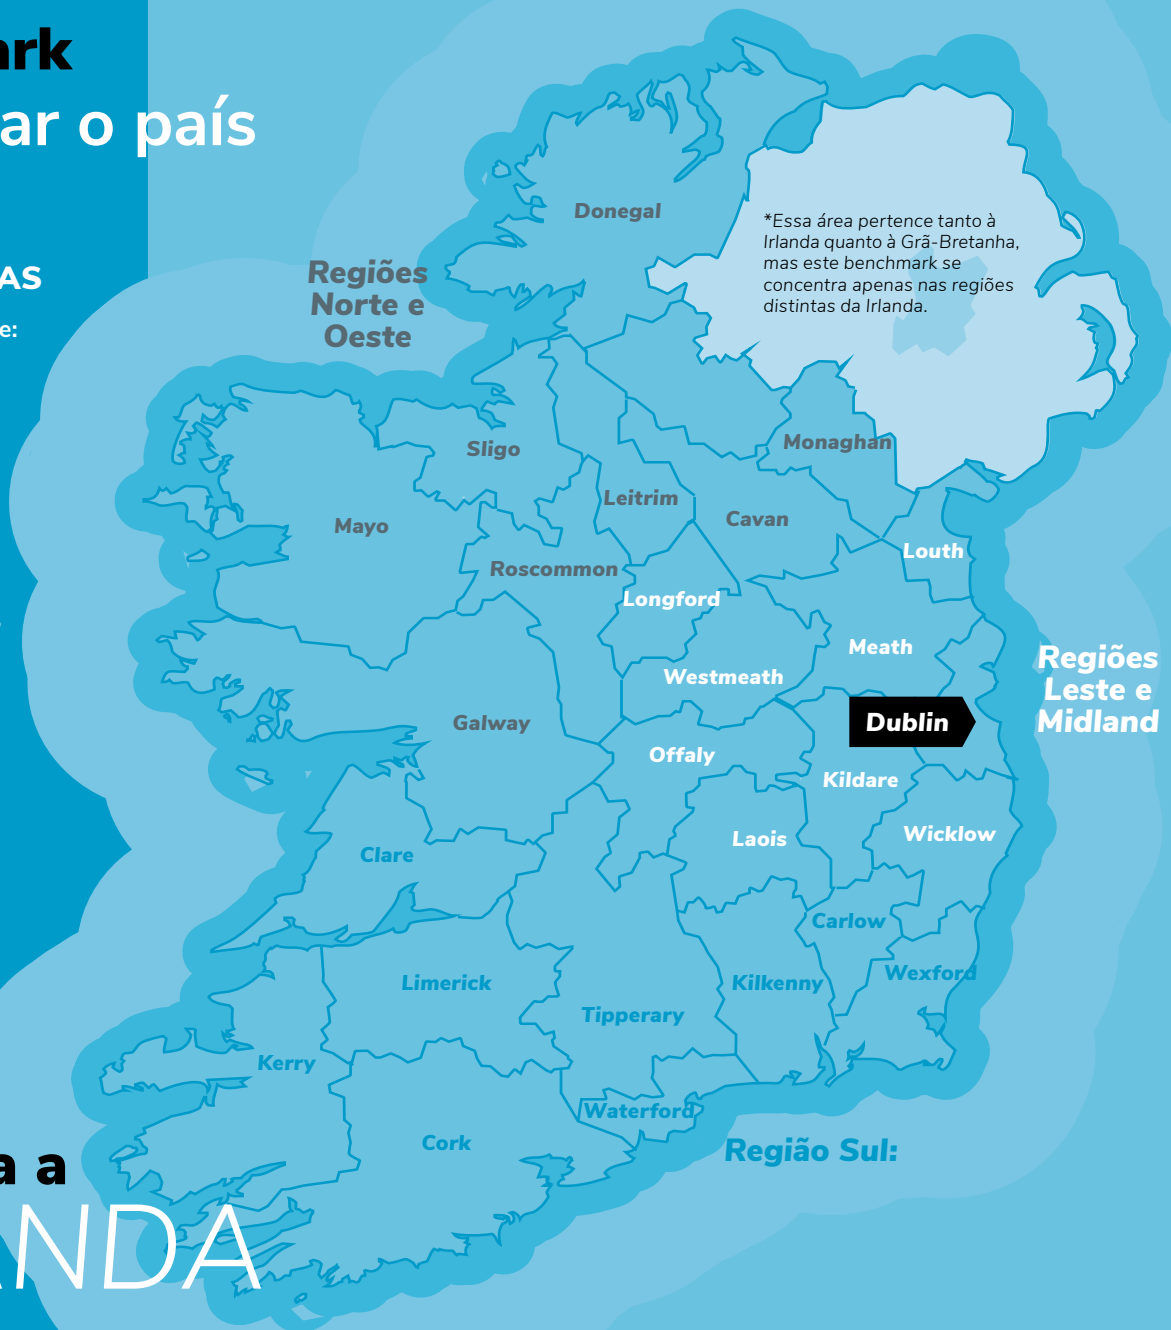 ark
ar o país
AS
e:
Regiões
Norte e
Oeste
Donegal
*Essa área pertence tanto à
Irlanda quanto à Grã-Bretanha,
mas este benchmark se
concentra apenas nas regiões
distintas da Irlanda.
Sligo
Monaghan
Mayo
Leitrim
Cavan
Louth
Roscommon
Longford
Meath
Westmeath
Regiões
Leste e
Midland
Galway
Dublin
Offaly
Kildare
Clare
Laois
Wicklow
Carlow
Limerick
Kilkenny
Wexford
Tipperary
Kerry
Waterford
Cork
Região Sul:
a a
ANDA